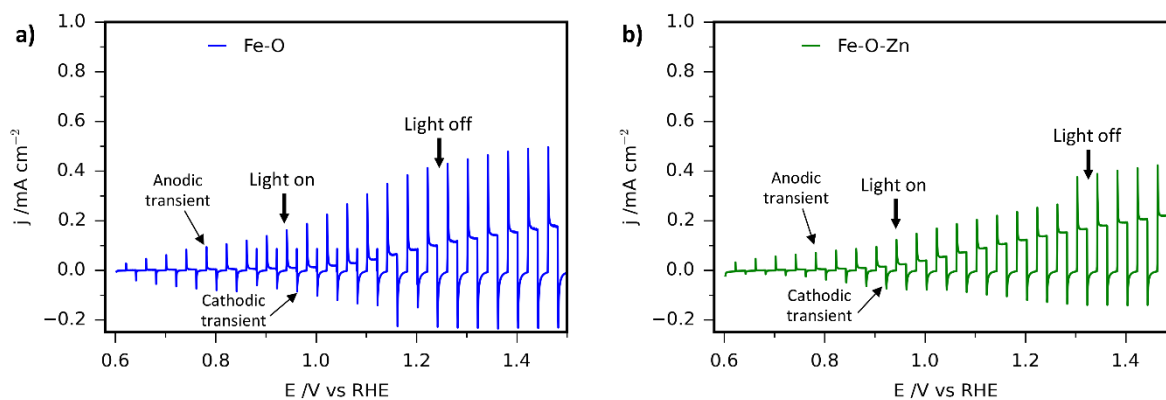 a)
Fe-O
j /mA cm⁻²
1.0
0.8
0.6
0.4
0.2
0.0
−0.2
Light off
Anodic
transient
Light on
Cathodic
transient
0.6 0.8 1.0 1.2 1.4
E /V vs RHE
b)
Fe-O-Zn
j /mA cm⁻²
1.0
0.8
0.6
0.4
0.2
0.0
−0.2
Light off
Anodic
transient
Light on
Cathodic
transient
0.6 0.8 1.0 1.2 1.4
E /V vs RHE